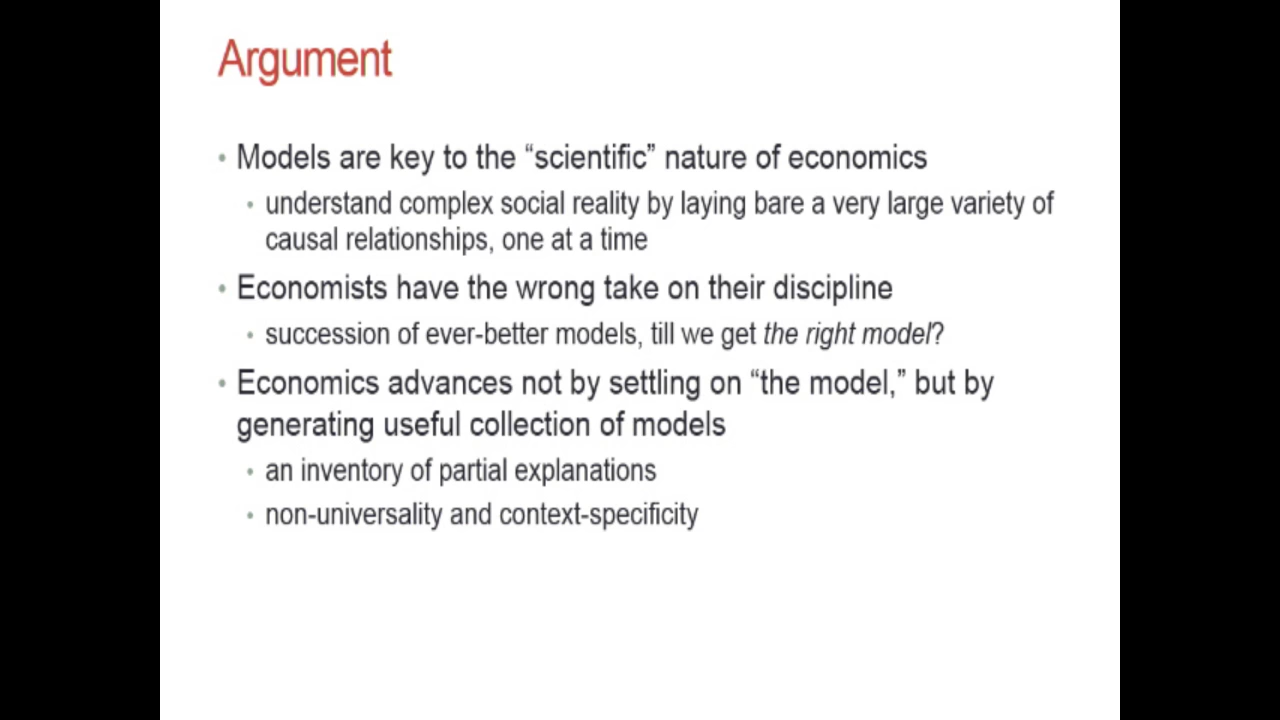 Argument
• Models are key to the “scientific” nature of economics
• understand complex social reality by laying bare a very large variety of
causal relationships, one at a time
• Economists have the wrong take on their discipline
• succession of ever-better models, till we get the right model?
• Economics advances not by settling on “the model,” but by
generating useful collection of models
• an inventory of partial explanations
• non-universality and context-specificity